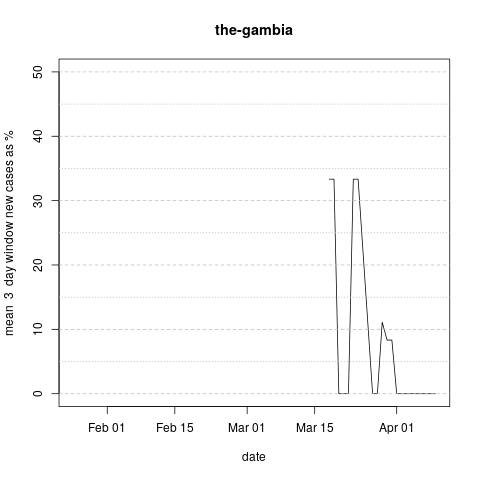 the-gambia
mean 3 day window new cases as %
50
40
30
20
10
0
Feb 01
Feb 15
Mar 01
Mar 15
Apr 01
date